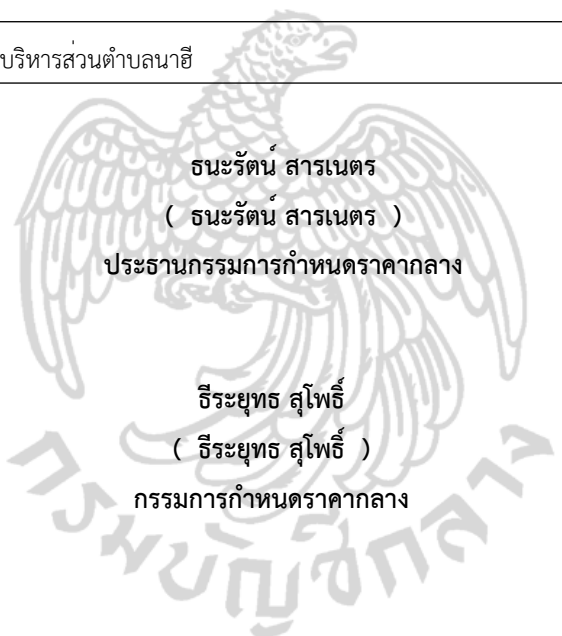 บริหารส่วนตำบลนาฮี
ธนะรัตน์ สารเนตร
( ธนะรัตน์ สารเนตร )
ประธานกรรมการกำหนดราคากลาง
ธีระยุทธ สุโพธิ์
( ธีระยุทธ สุโพธิ์ )
กรรมการกำหนดราคากลาง
กรมบัญชีกลาง